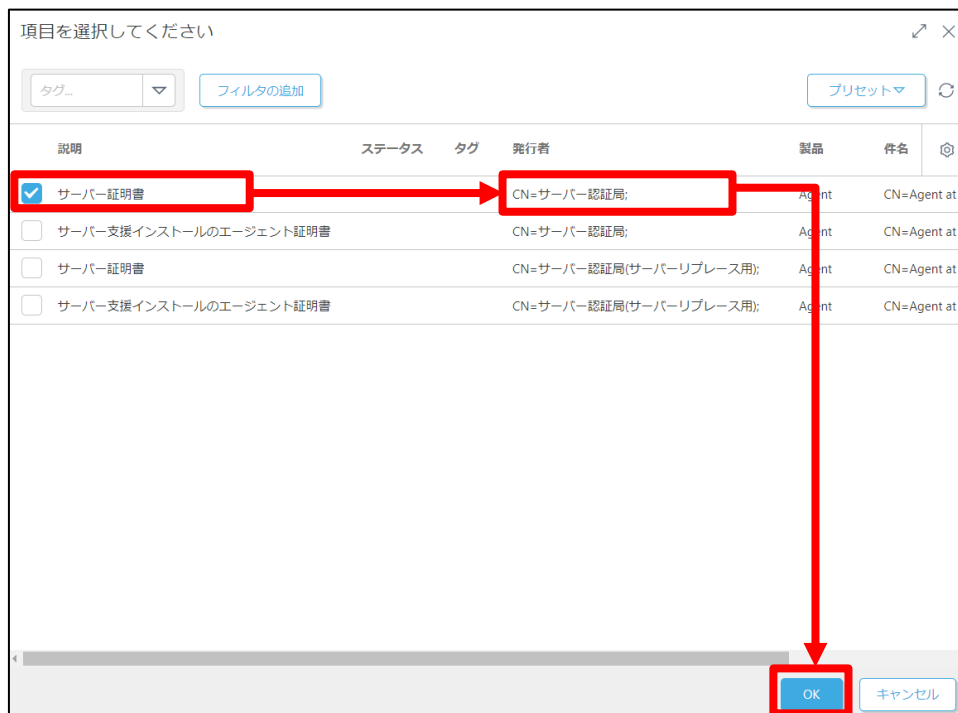 項目を選択してください
タグ... フィルタの追加 プリセット
説明 ステータス タグ 発行者 製品 件名
サーバー証明書 CN=サーバー認証局; Agent CN=Agent at
サーバー支援インストールのエージェント証明書 CN=サーバー認証局; Agent CN=Agent at
サーバー証明書 CN=サーバー認証局(サーバーリプレース用); Agent CN=Agent at
サーバー支援インストールのエージェント証明書 CN=サーバー認証局(サーバーリプレース用); Agent CN=Agent at
OK キャンセル